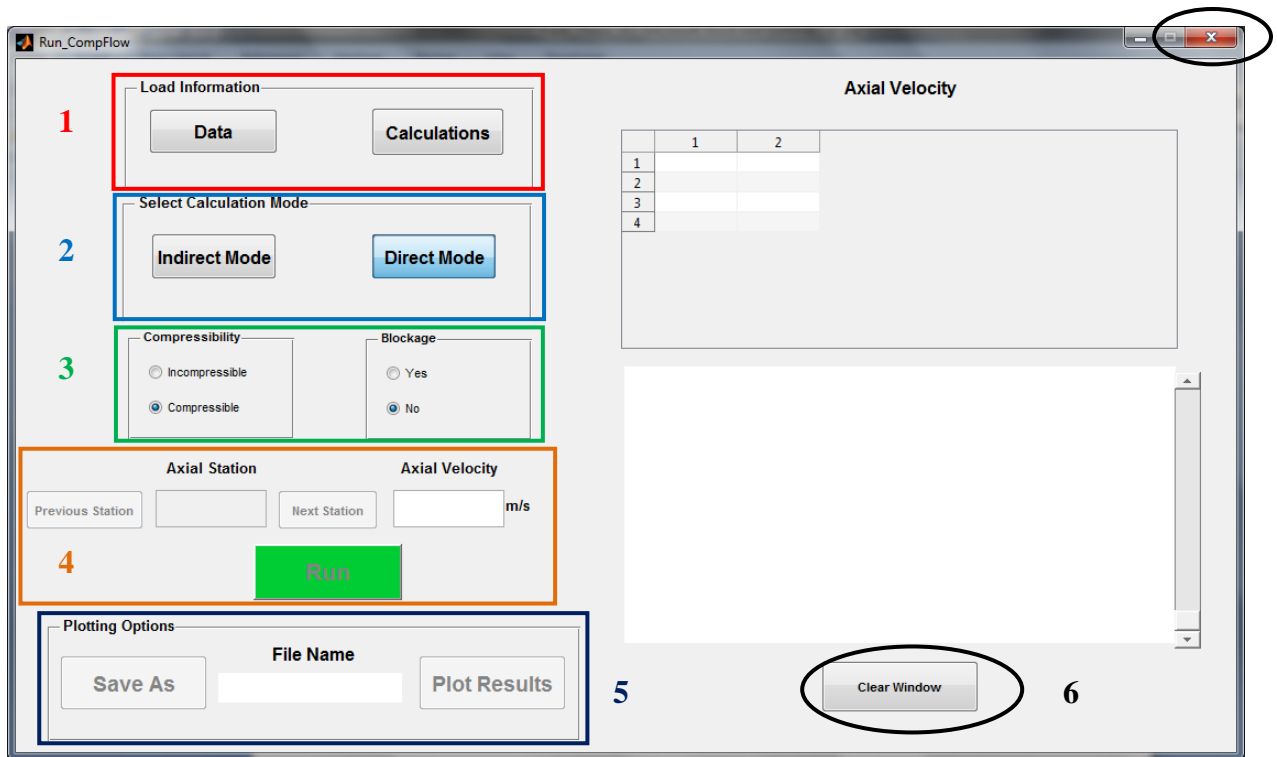 Run_CompFlow
X
1
Load Information
Data
Calculations
2
Select Calculation Mode
Indirect Mode
Direct Mode
3
Compressibility
Incompressible
Compressible
Blockage
Yes
No
4
Axial Station
Axial Velocity
Previous Station
Next Station
m/s
Run
5
Plotting Options
File Name
Save As
Plot Results
Axial Velocity
1 2
1
2
3
4
Clear Window
6